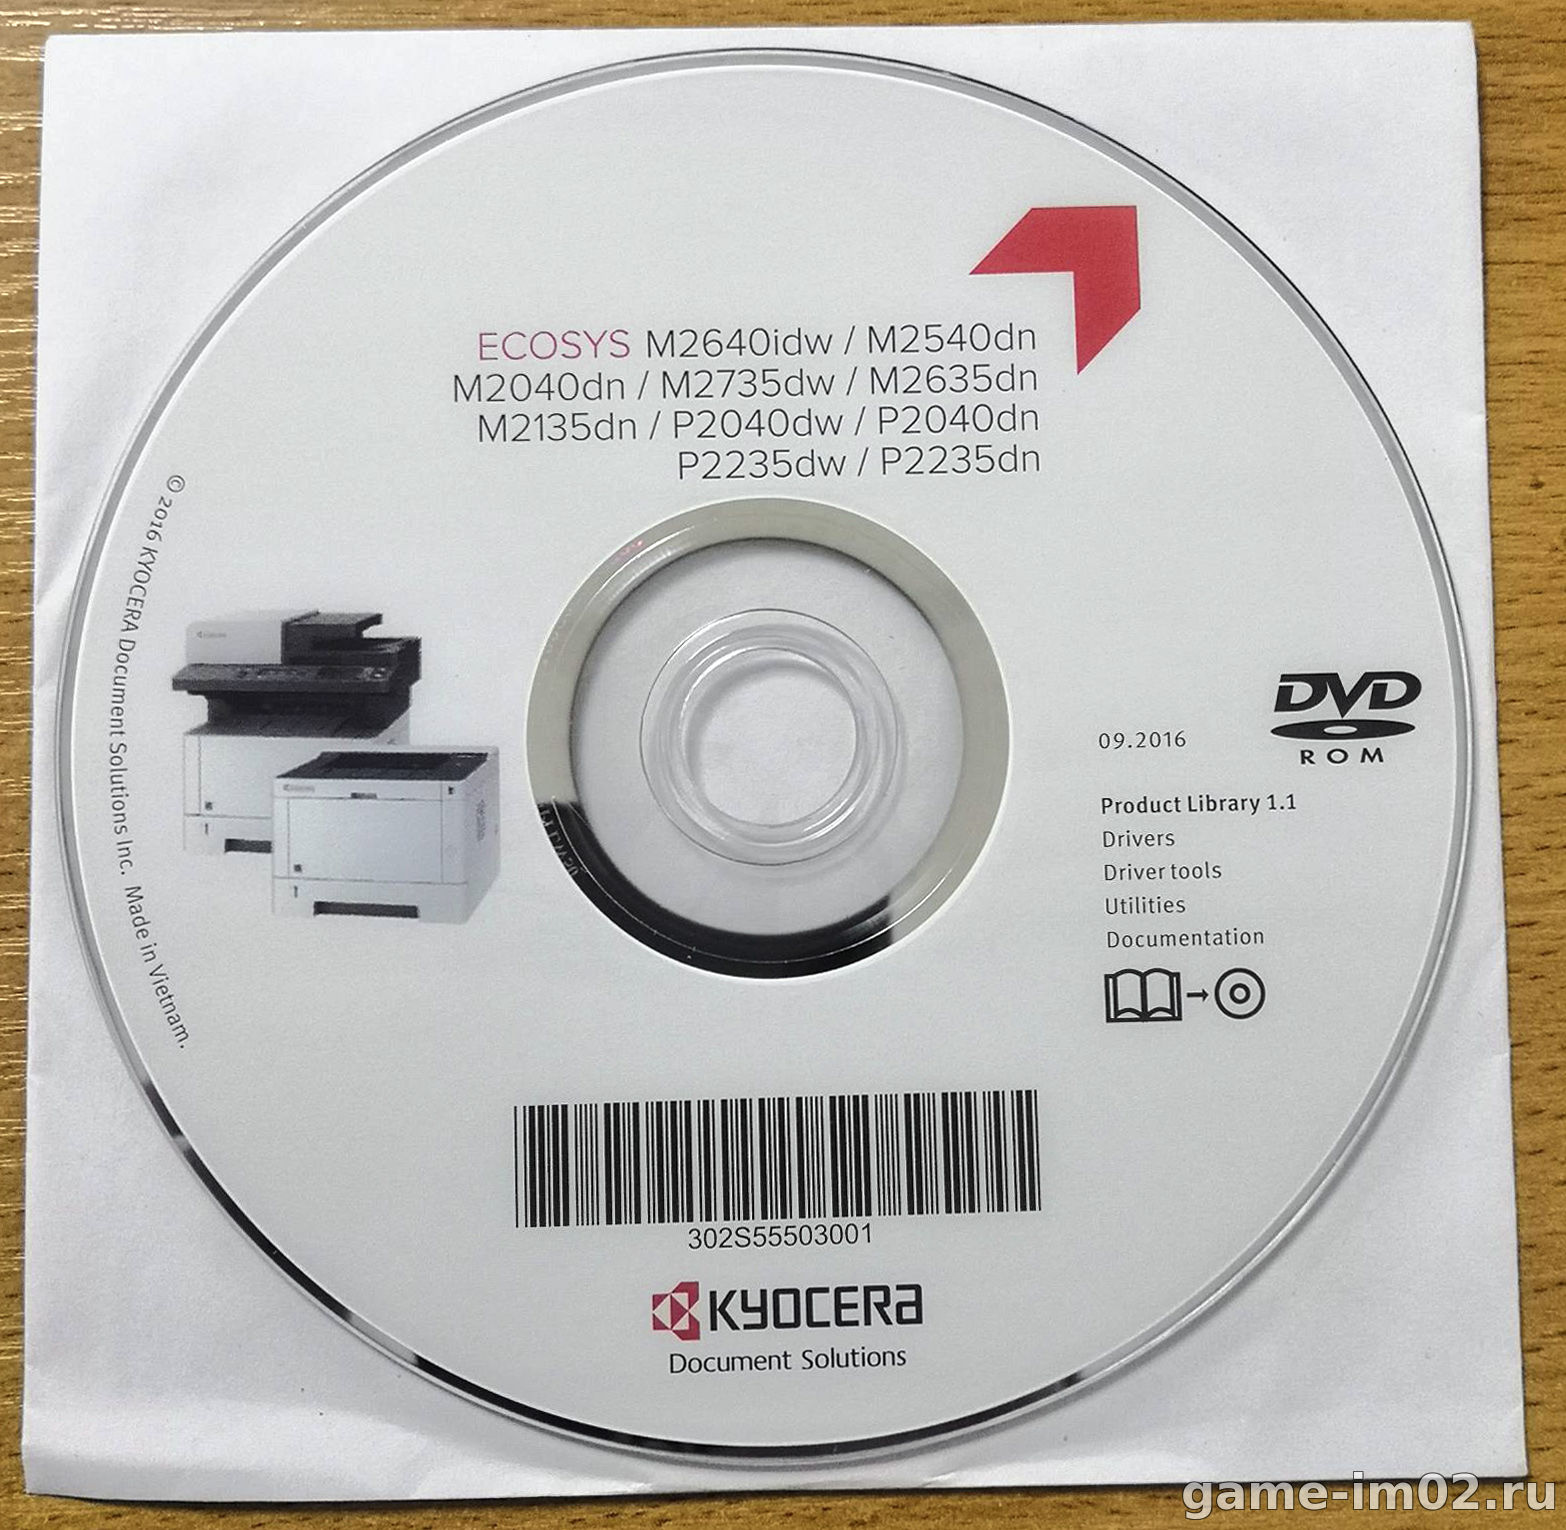 ECOSYS M2640idw / M2540dn
M2040dn / M2735dw / M2635dn
M2135dn / P2040dw / P2040dn
P2235dw / P2235dn
© 2016 KYOCERA Document Solutions Inc. Made in Vietnam.
DVD
ROM
09.2016
Product Library 1.1
Drivers
Driver tools
Utilities
Documentation
302S55503001
KYOCERA
Document Solutions
game-im02.ru